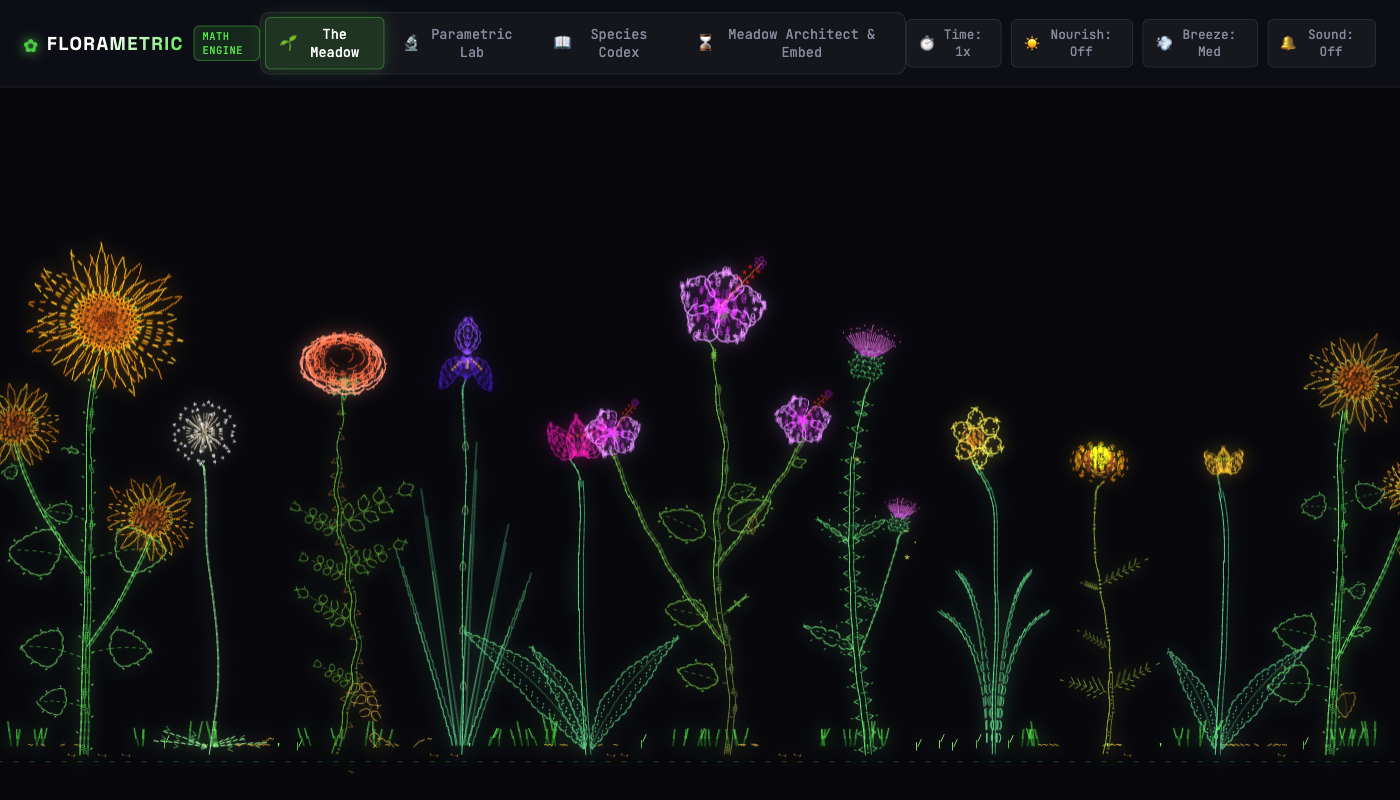 FLORAMETRIC
MATH
ENGINE
The
Meadow
Parametric
Lab
Species
Codex
Meadow Architect &
Embed
Time:
1x
Nourish:
Off
Breeze:
Med
Sound:
Off